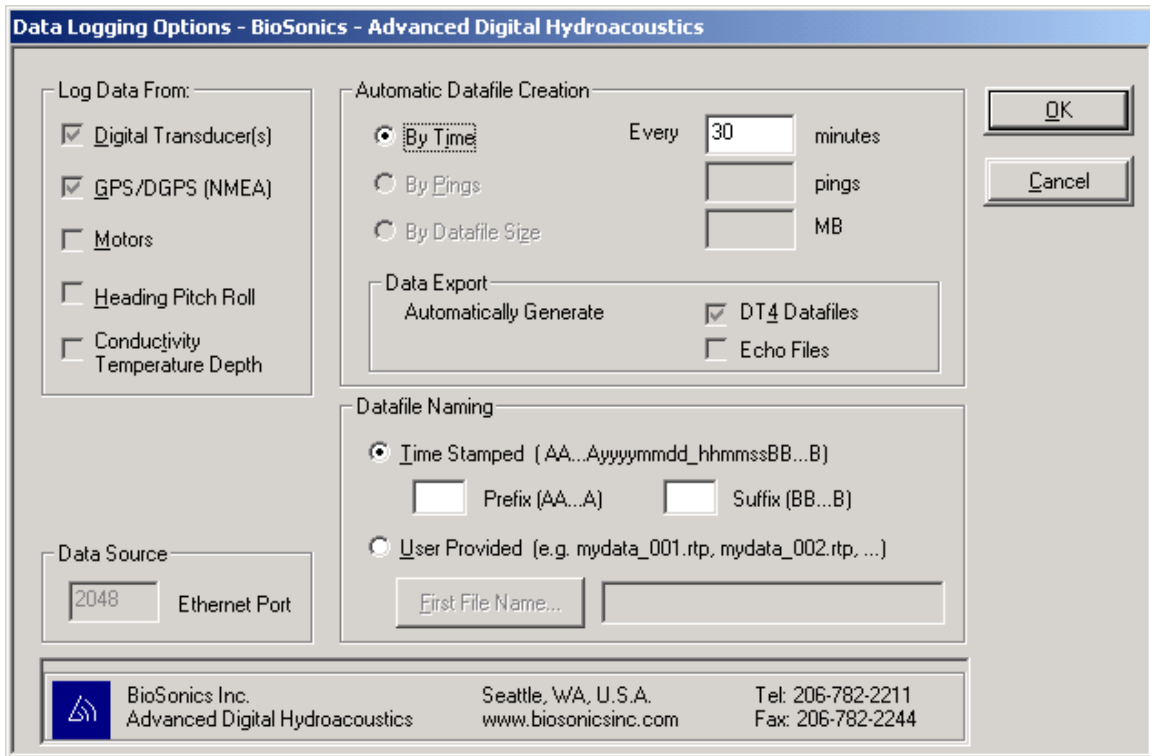 Data Logging Options - BioSonics - Advanced Digital Hydroacoustics
Log Data From:
Digital Transducer(s)
GPS/DGPS (NMEA)
Motors
Heading Pitch Roll
Conductivity
Temperature Depth
Automatic Datafile Creation
By Time Every 30 minutes
By Pings pings
By Datafile Size MB
Data Export
Automatically Generate DT4 Datafiles
Echo Files
OK
Cancel
Datafile Naming
Time Stamped ( AA...Ayyyymmdd_hhmmssBB...B)
Prefix (AA...A) Suffix (BB...B)
User Provided (e.g. mydata_001.rtp, mydata_002.rtp, ...)
First File Name...
Data Source
2048 Ethernet Port
BioSonics Inc. Seattle, WA, U.S.A. Tel: 206-782-2211
Advanced Digital Hydroacoustics www.biosonicsinc.com Fax: 206-782-2244